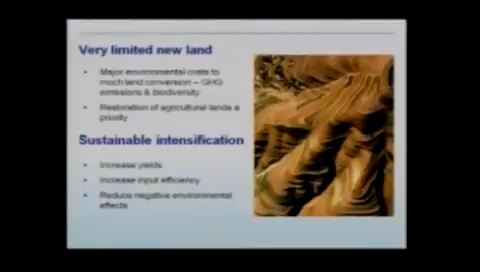 Very limited new land
• Major environmental costs to
much land conversion – GHG
emissions & biodiversity
• Restoration of agricultural lands a
priority
Sustainable intensification
• Increase yields
• Increase input efficiency
• Reduce negative environmental
effects